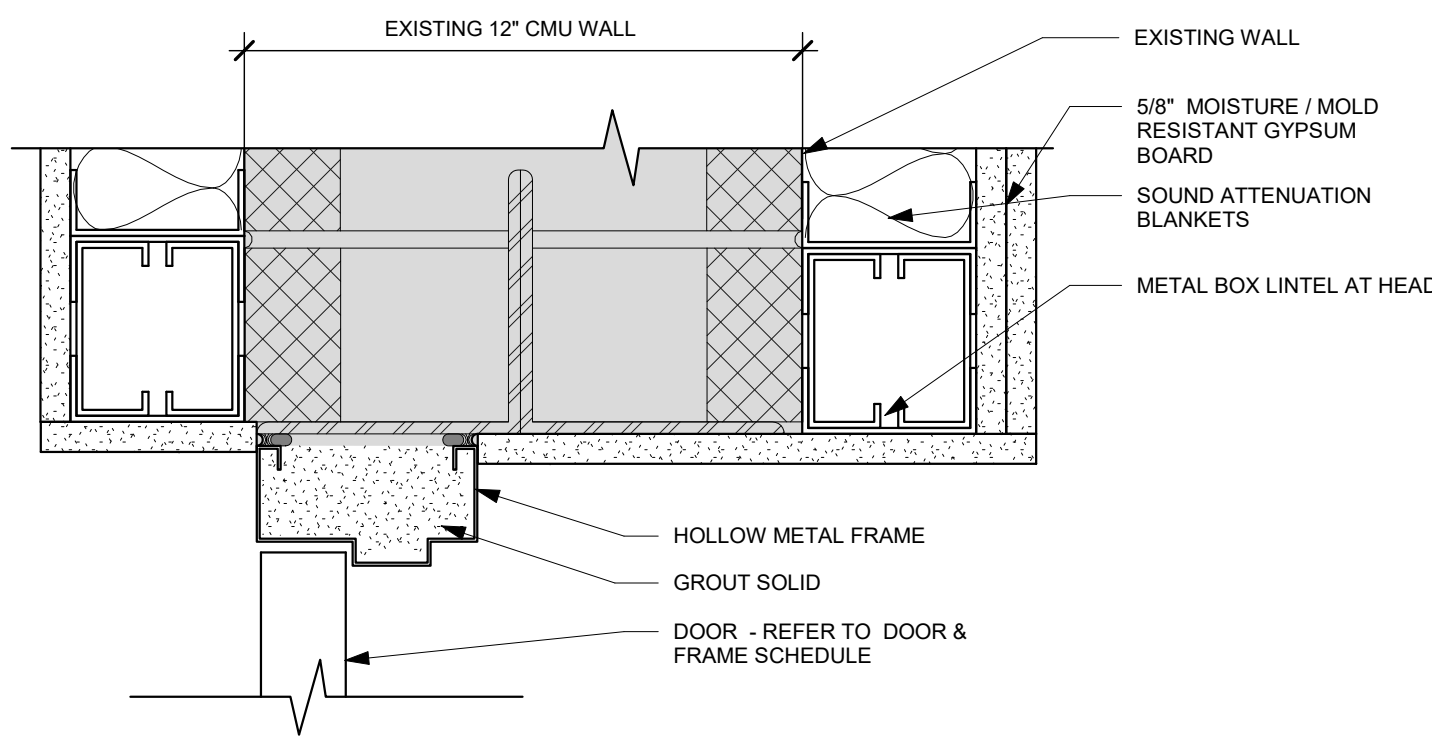 EXISTING 12" CMU WALL
EXISTING WALL
5/8" MOISTURE / MOLD
RESISTANT GYPSUM
BOARD
SOUND ATTENUATION
BLANKETS
METAL BOX LINTEL AT HEAD
HOLLOW METAL FRAME
GROUT SOLID
DOOR - REFER TO DOOR &
FRAME SCHEDULE